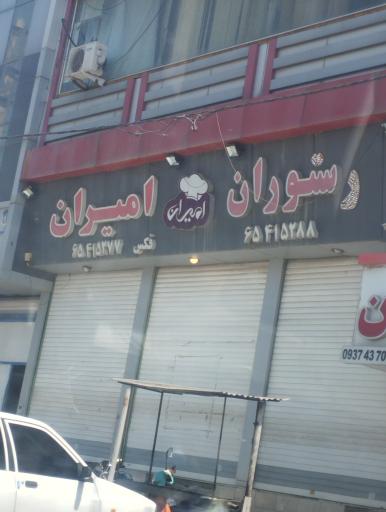 رستوران امیران
امیران
۶۵۴۱۵۲۸۸
فکس ۶۵۴۱۵۲۷۷
ن
0937 43 70